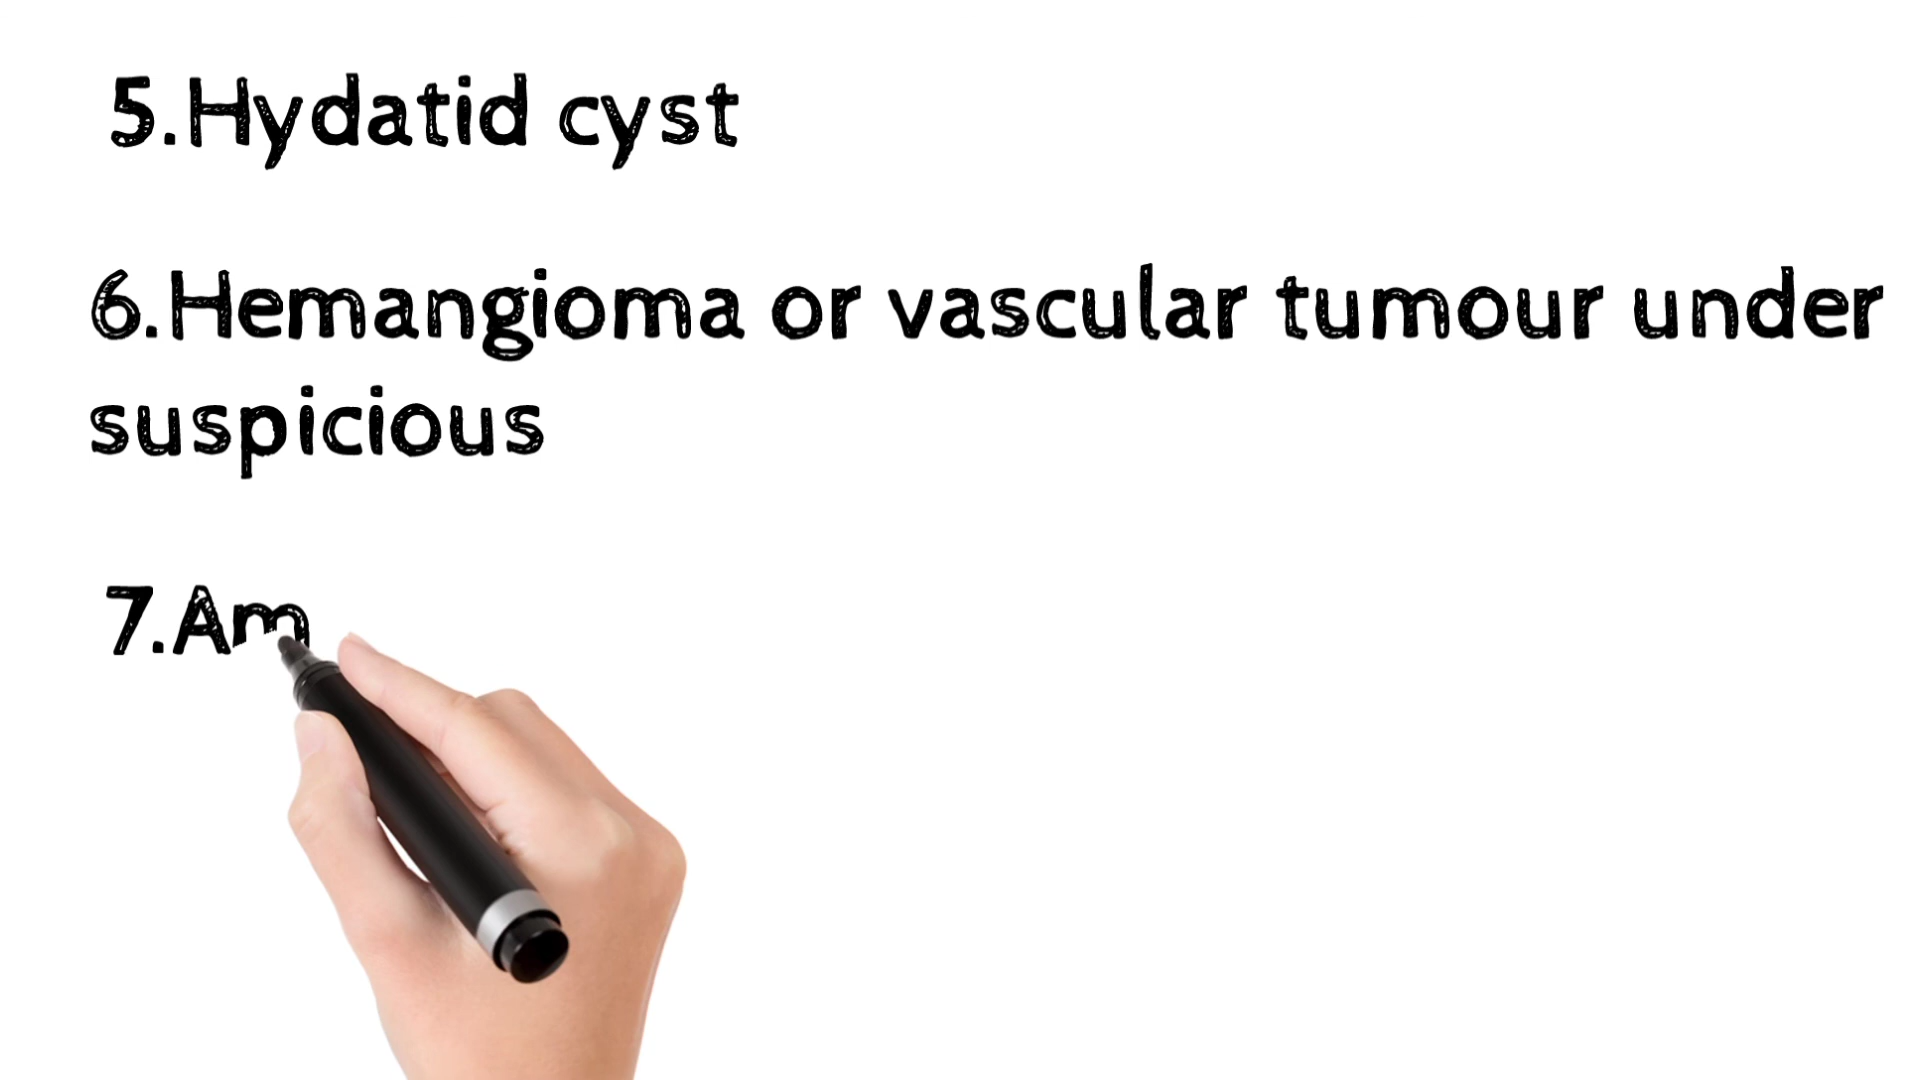 5.Hydatid cyst
6.Hemangioma or vascular tumour under
suspicious
7.Am